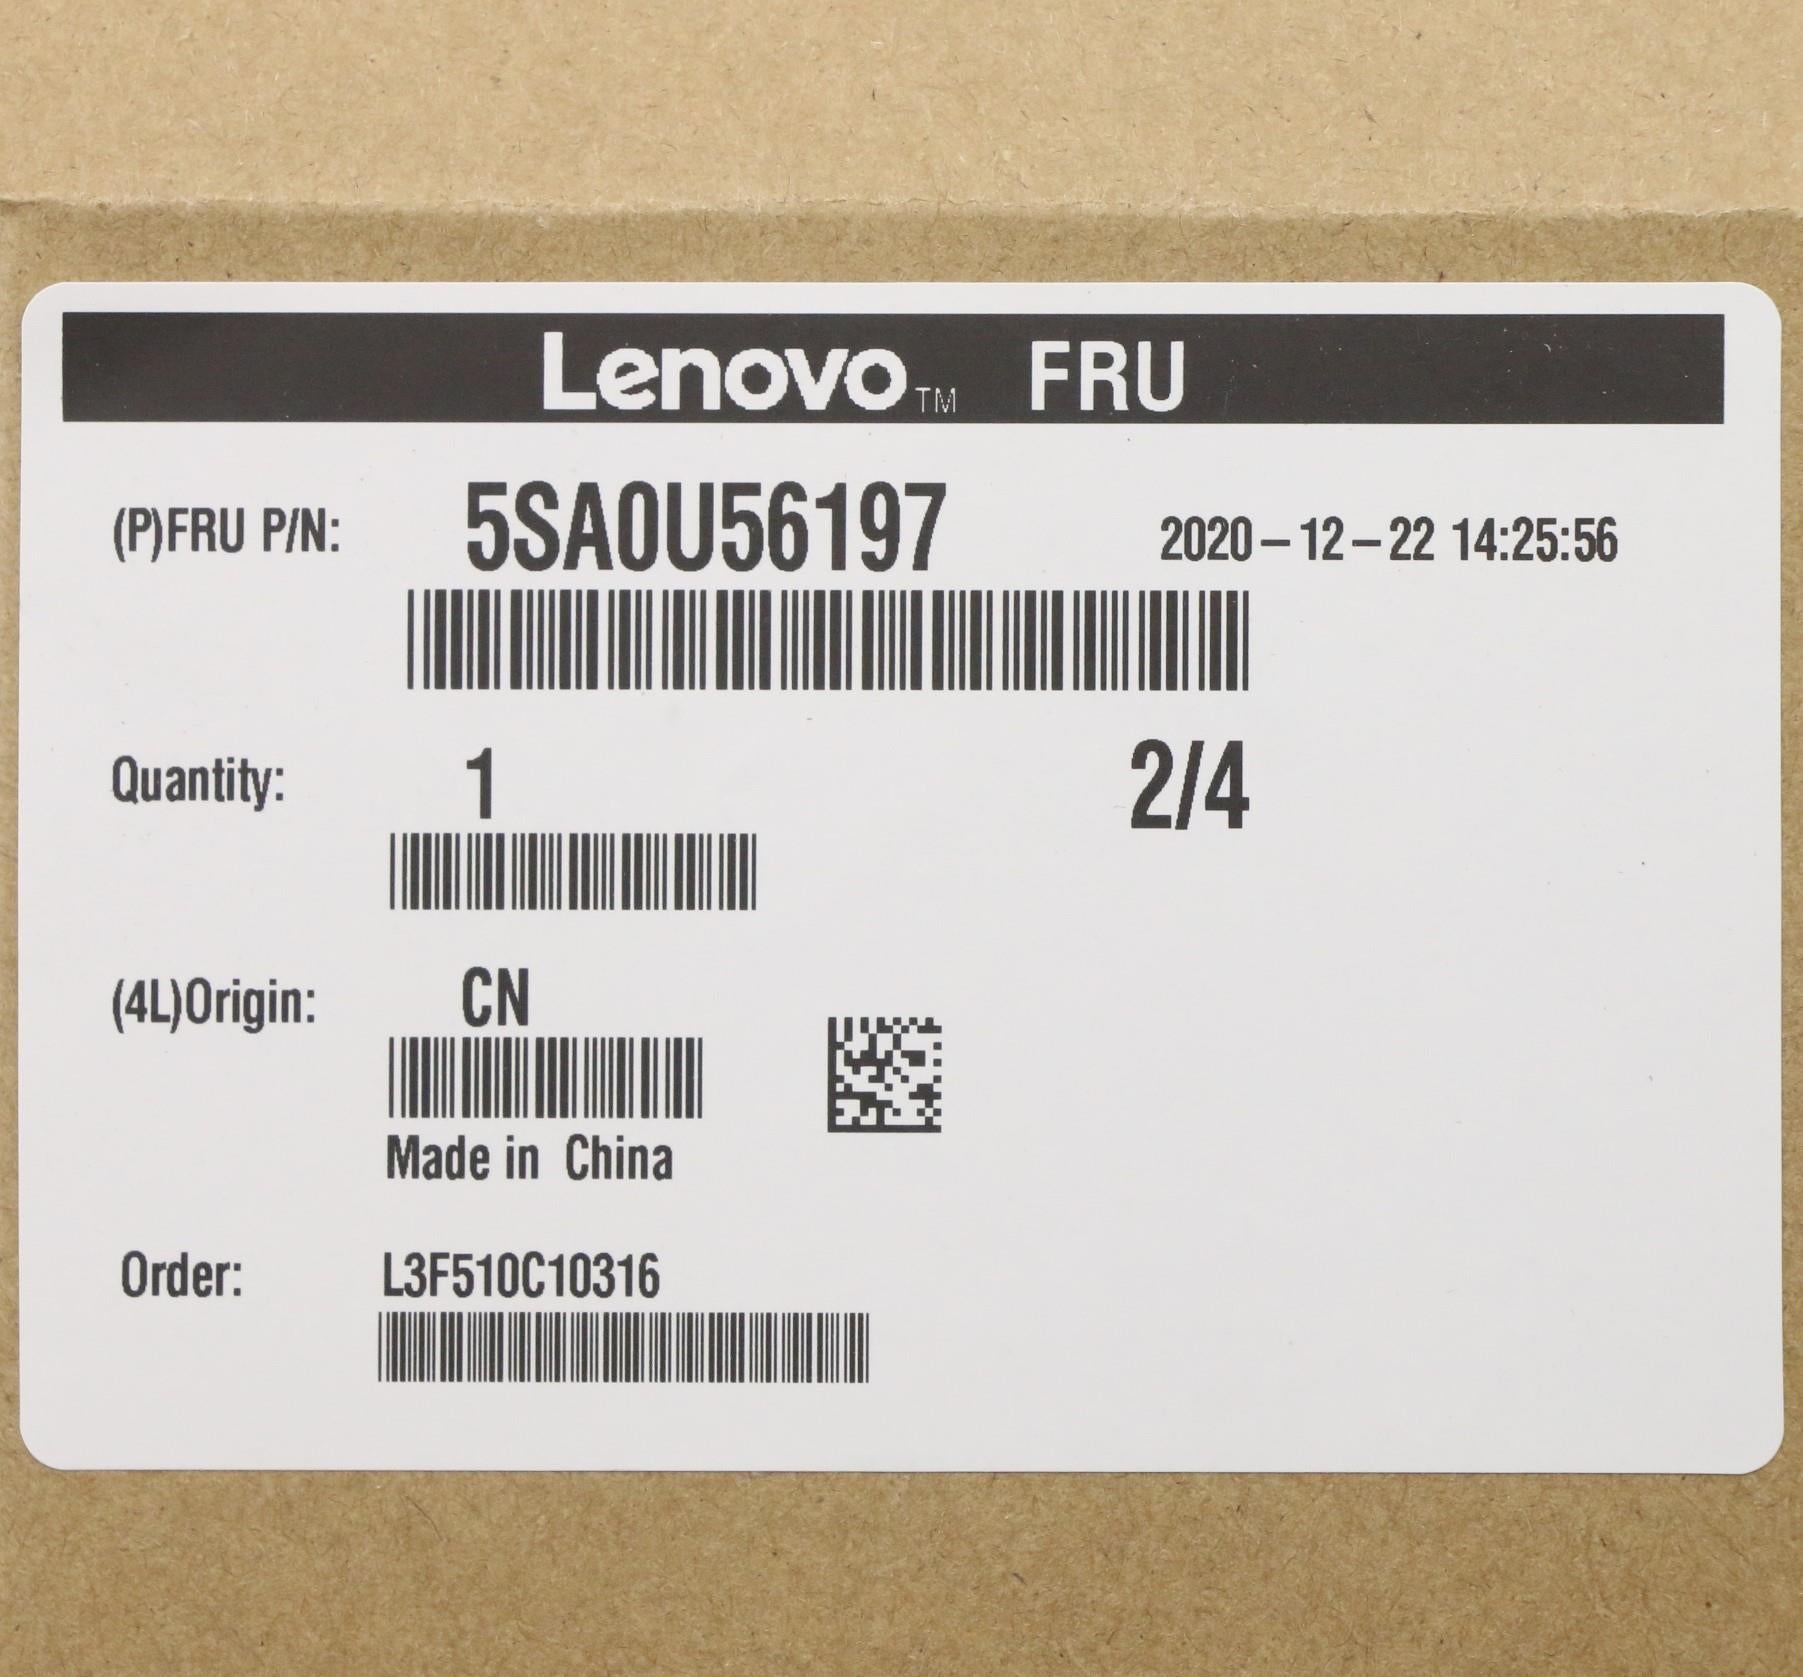 Lenovo™ FRU
(P)FRU P/N: 5SA0U56197 2020-12-22 14:25:56
Quantity: 1 2/4
(4L)Origin: CN
Made in China
Order: L3F510C10316